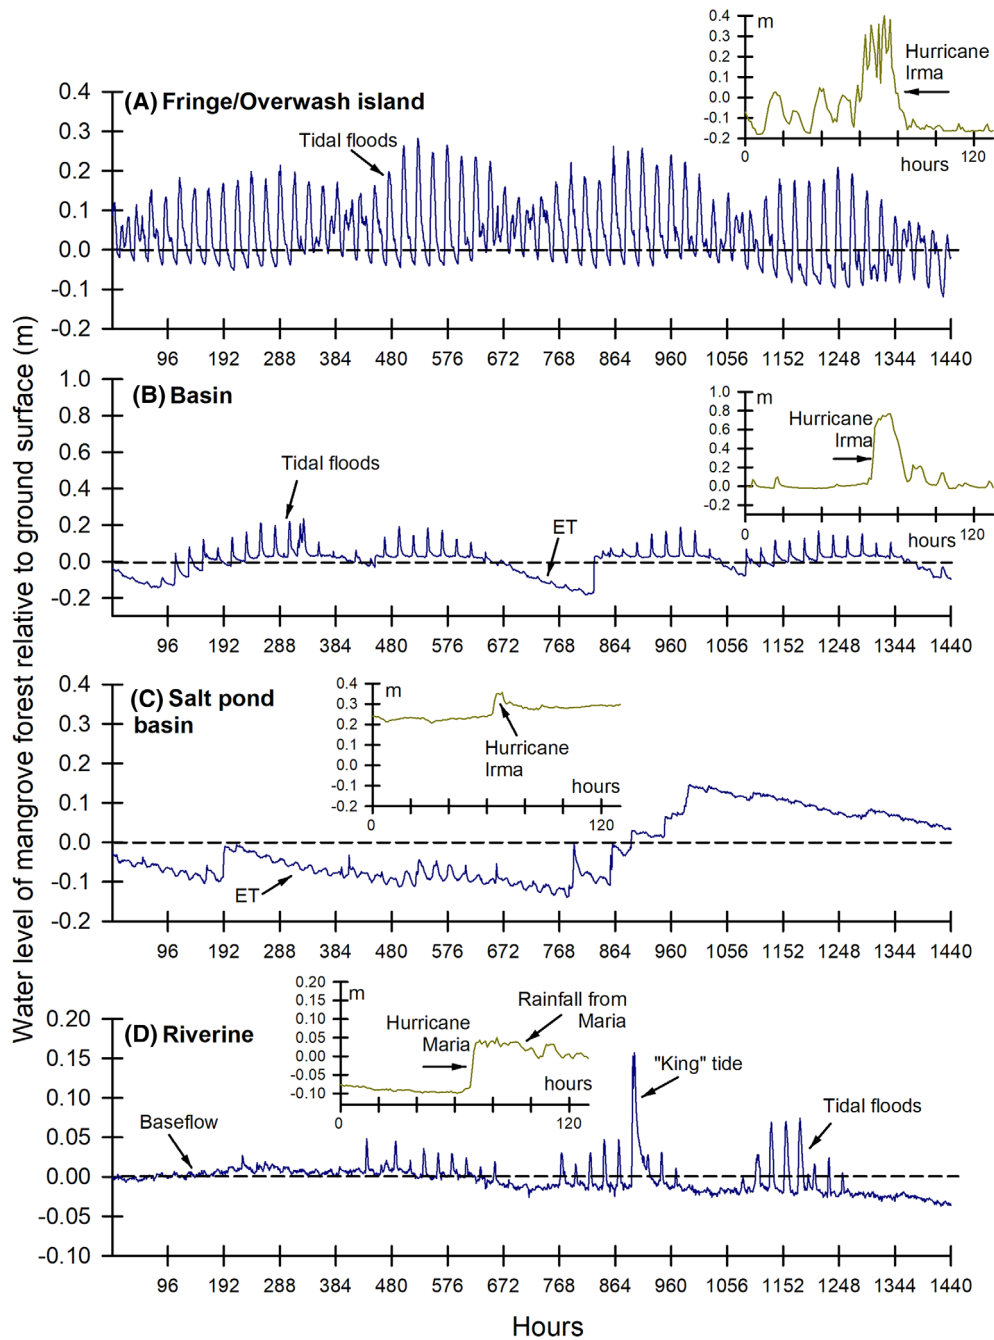 Water level of mangrove forest relative to ground surface (m)
(A) Fringe/Overwash island
Tidal floods
0.4
0.3
0.2
0.1
0.0
-0.1
-0.2
96 192 288 384 480 576 672 768 864 960 1056 1152 1248 1344 1440
m
0.4
0.3
0.2
0.1
0.0
-0.1
-0.2
Hurricane
Irma
0 120
hours
(B) Basin
Tidal floods
ET
1.0
0.8
0.6
0.4
0.2
0.0
-0.2
96 192 288 384 480 576 672 768 864 960 1056 1152 1248 1344 1440
m
1.0
0.8
0.6
0.4
0.2
0.0
-0.2
Hurricane
Irma
0 hours 120
(C) Salt pond
basin
ET
0.4
0.3
0.2
0.1
0.0
-0.1
-0.2
96 192 288 384 480 576 672 768 864 960 1056 1152 1248 1344 1440
m
0.4
0.3
0.2
0.1
0.0
-0.1
-0.2
Hurricane
Irma
hours
0 120
(D) Riverine
Baseflow
"King" tide
Tidal floods
0.20
0.15
0.10
0.05
0.00
-0.05
-0.10
96 192 288 384 480 576 672 768 864 960 1056 1152 1248 1344 1440
m
0.20
0.15
0.10
0.05
0.00
-0.05
-0.10
Hurricane
Maria
Rainfall from
Maria
hours
0 120
Hours